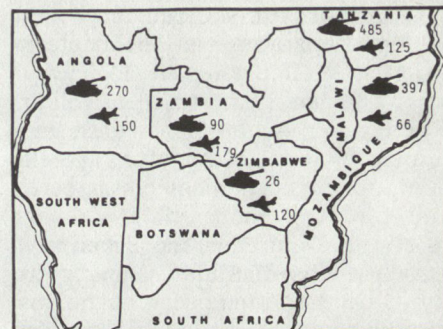 TANZANIA
485
125
ANGOLA
270
150
ZAMBIA
90
179
MALAWI
397
66
ZIMBABWE
26
120
MOZAMBIQUE
SOUTH WEST
AFRICA
BOTSWANA
SOUTH AFRICA